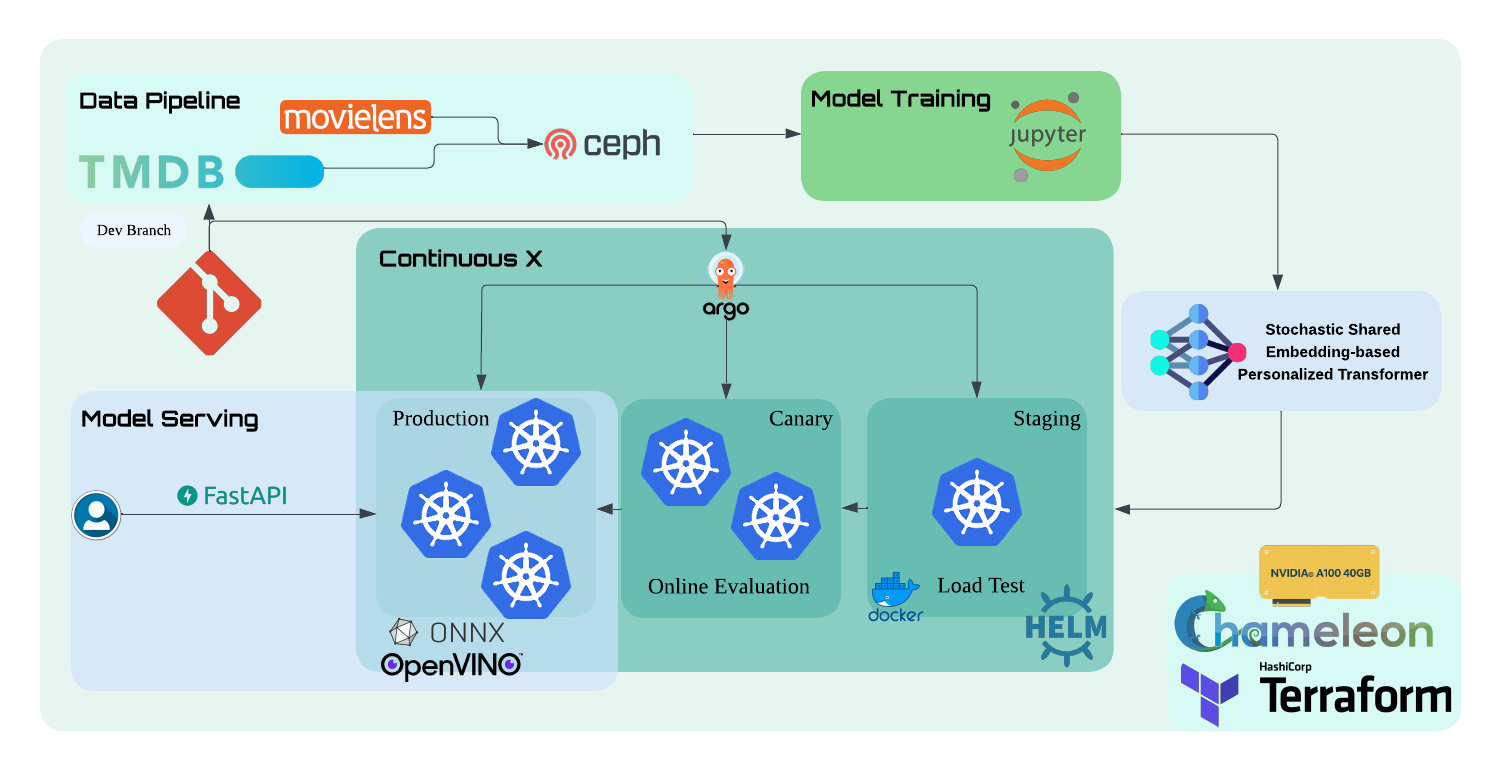 Data Pipeline
movielens
TMDB
ceph
Model Training
jupyter
Dev Branch
Continuous X
argo
Stochastic Shared
Embedding-based
Personalized Transformer
Model Serving
FastAPI
Production
Canary
Online Evaluation
Staging
Load Test
docker
HELM
ONNX
OpenVINO™
NVIDIA® A100 40GB
Chameleon
HashiCorp
Terraform